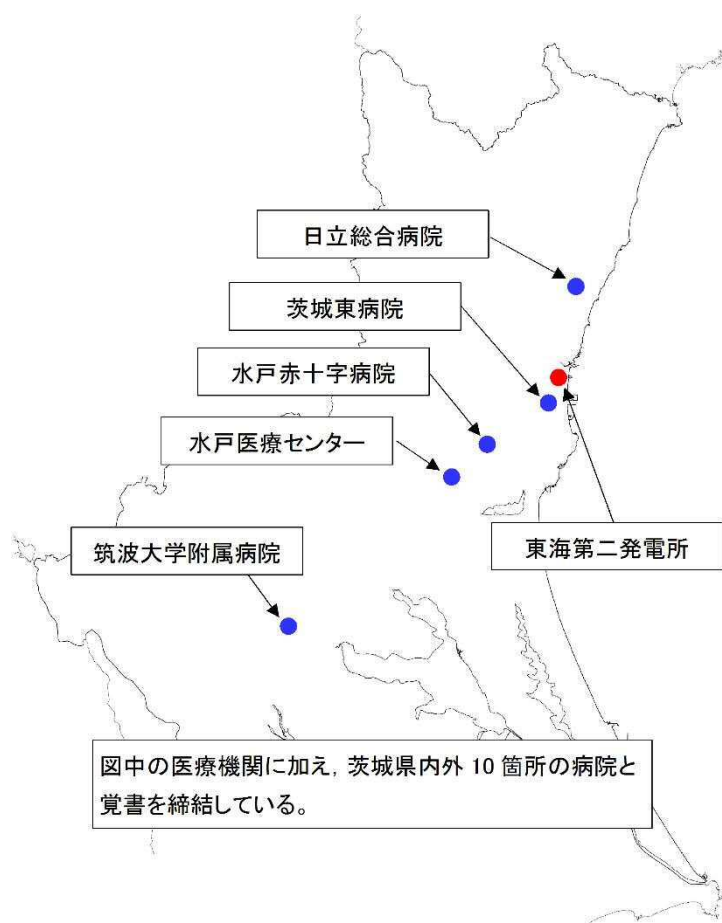 日立総合病院
茨城東病院
水戸赤十字病院
水戸医療センター
筑波大学附属病院
東海第二発電所
図中の医療機関に加え，茨城県内外 10 箇所の病院と
覚書を締結している。